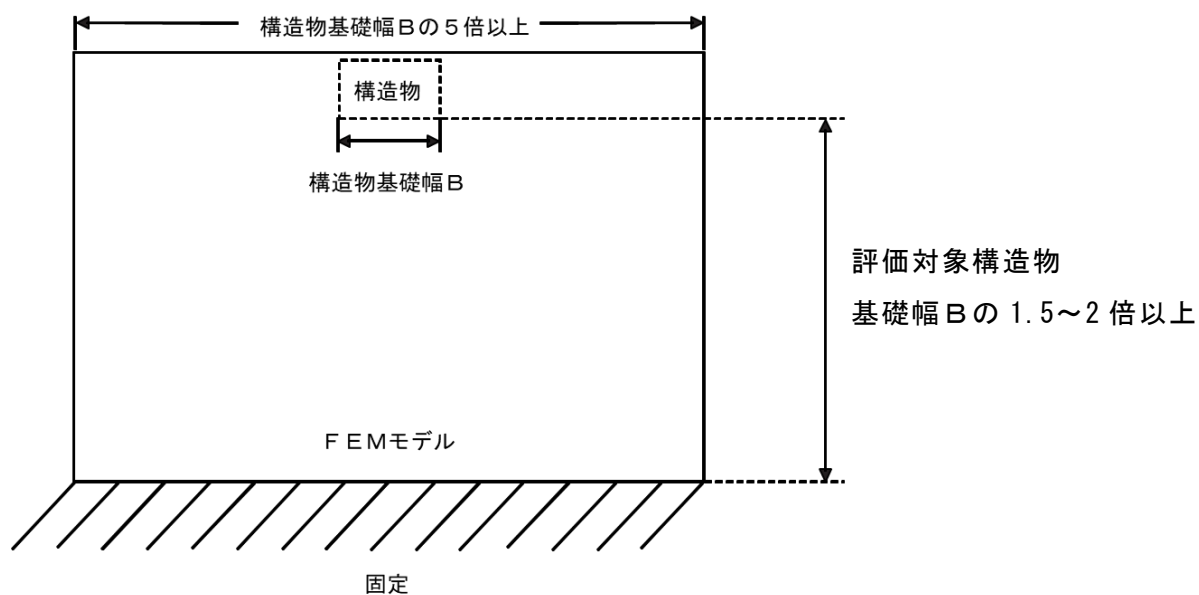 構造物基礎幅Bの5倍以上
構造物
構造物基礎幅B
評価対象構造物
基礎幅Bの 1.5~2 倍以上
FEMモデル
固定